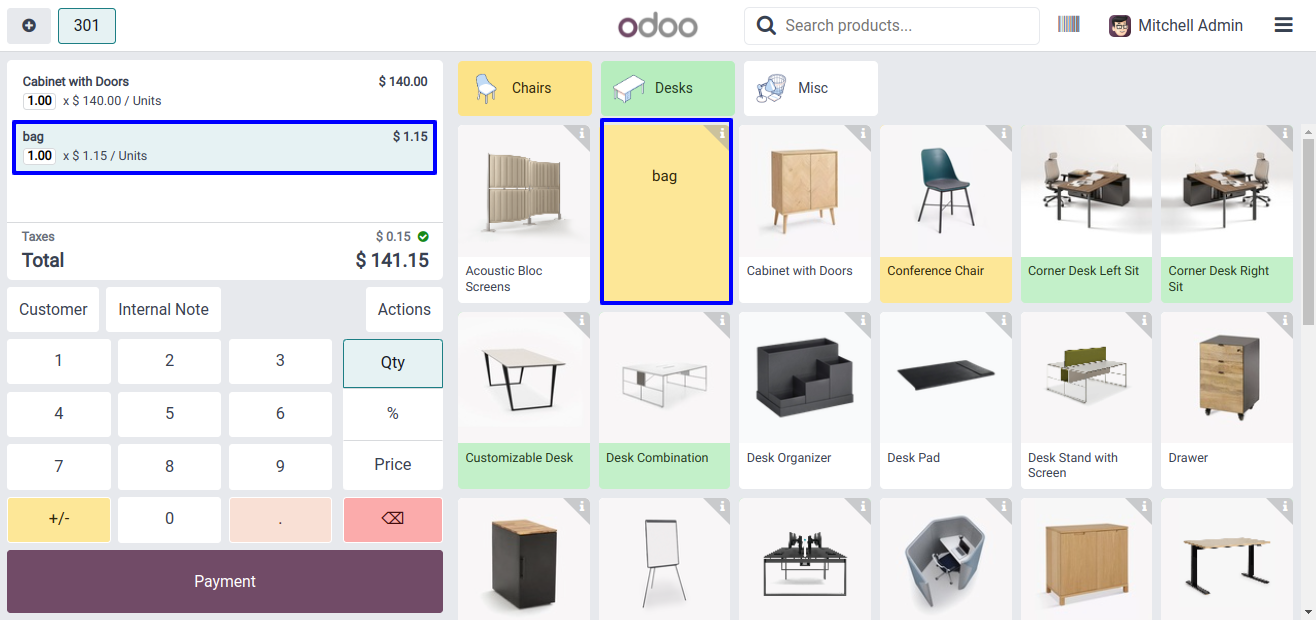 301
odoo
Search products...
Mitchell Admin
Cabinet with Doors $ 140.00
1.00 x $ 140.00 / Units
bag $ 1.15
1.00 x $ 1.15 / Units
Taxes $ 0.15
Total $ 141.15
Customer Internal Note Actions
1 2 3 Qty
4 5 6 %
7 8 9 Price
+/- 0 .
Payment
Chairs Desks Misc
Acoustic Bloc
Screens
bag
Cabinet with Doors
Conference Chair
Corner Desk Left Sit
Corner Desk Right
Sit
Customizable Desk
Desk Combination
Desk Organizer
Desk Pad
Desk Stand with
Screen
Drawer